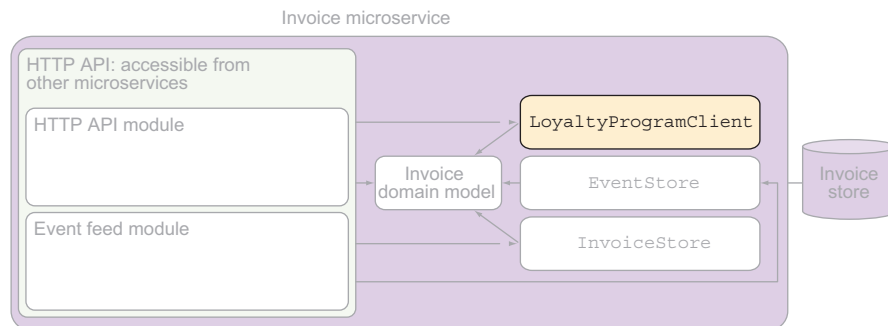 Invoice microservice
HTTP API: accessible from
other microservices
HTTP API module
LoyaltyProgramClient
Invoice
domain model
EventStore
Invoice
store
Event feed module
InvoiceStore